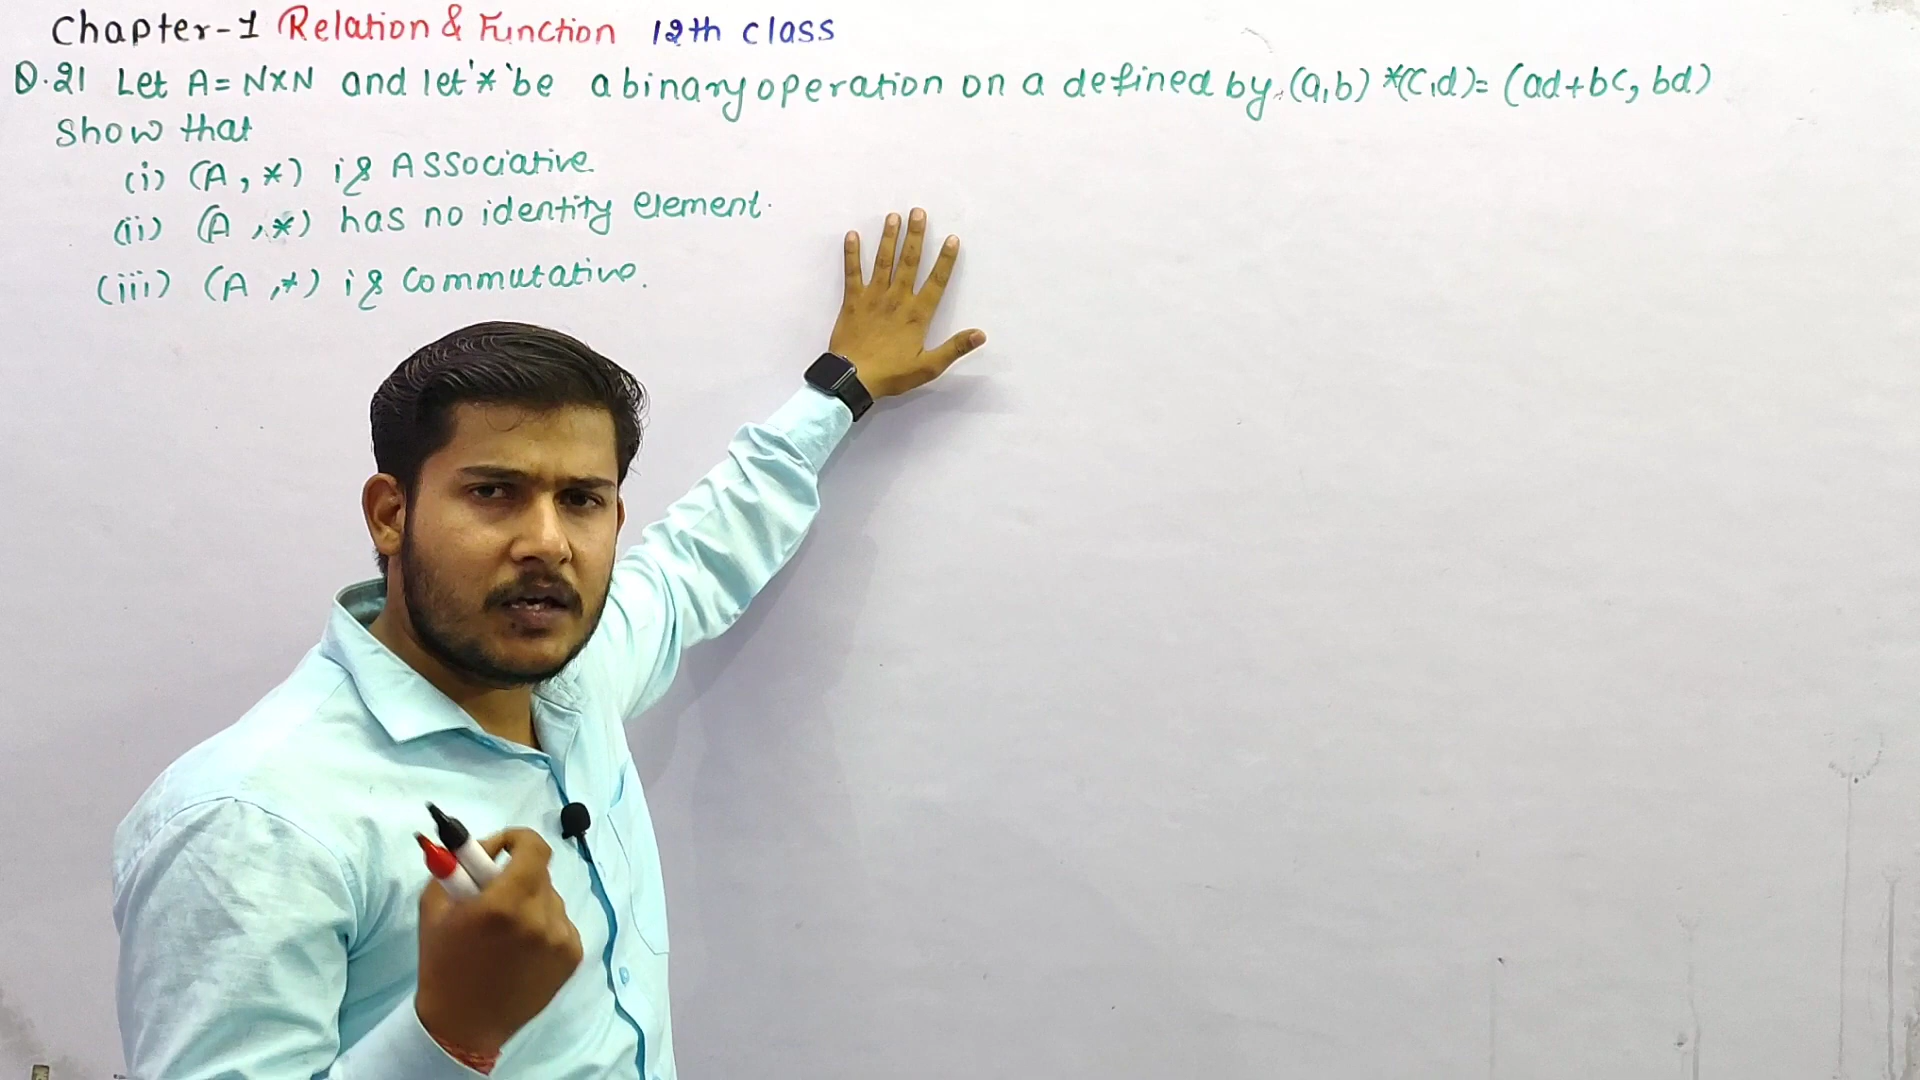 Chapter-1 Relation & Function 12th class
Q.21 Let A = N×N and let '*' be a binary operation on a defined by (a,b) *(c,d)= (ad+bc, bd)
Show that
(i) (A, *) is Associative.
(ii) (A, *) has no identity element.
(iii) (A, *) is Commutative.